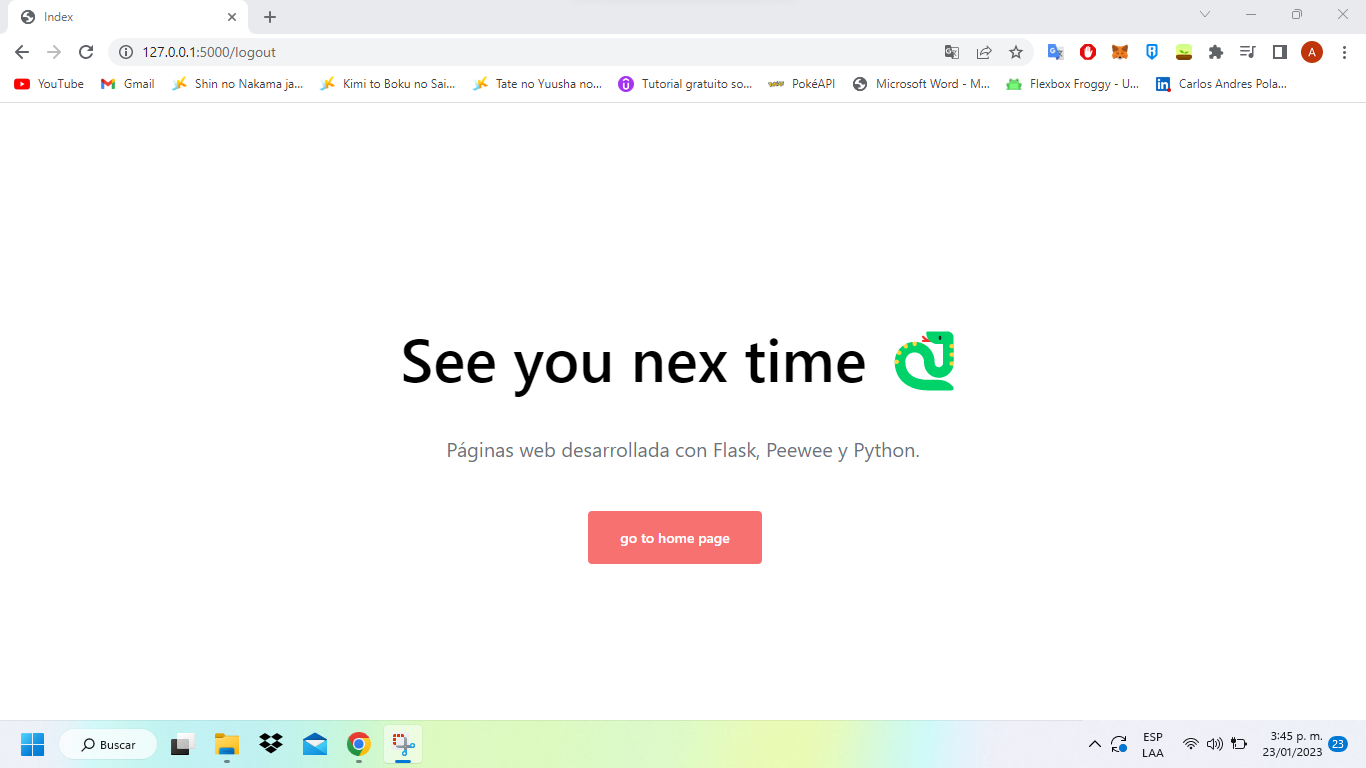 Index
127.0.0.1:5000/logout
YouTube Gmail Shin no Nakama ja... Kimi to Boku no Sai... Tate no Yuusha no... Tutorial gratuito so... PokéAPI Microsoft Word - M... Flexbox Froggy - U... Carlos Andres Pola...
See you nex time
Páginas web desarrollada con Flask, Peewee y Python.
go to home page
Buscar
ESP
LAA
3:45 p. m.
23/01/2023
23